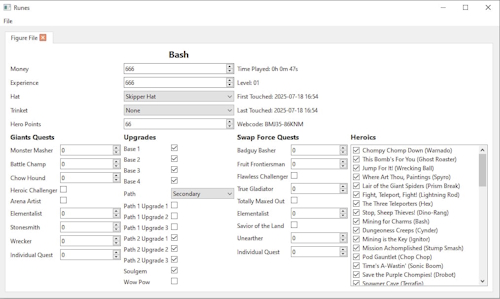 Runes
File
Figure File
Bash
Money 666 Time Played: 0h 0m 47s
Experience 666 Level: 01
Hat Skipper Hat First Touched: 2025-07-18 16:54
Trinket None Last Touched: 2025-07-18 16:54
Hero Points 66 Webcode: BMJ35-86KNM
Giants Quests
Monster Masher 0
Battle Champ 0
Chow Hound 0
Heroic Challenger
Arena Artist
Elementalist 0
Stonesmith 0
Wrecker 0
Individual Quest 0
Upgrades
Base 1
Base 2
Base 3
Base 4
Path Secondary
Path 1 Upgrade 1
Path 1 Upgrade 2
Path 1 Upgrade 3
Path 2 Upgrade 1
Path 2 Upgrade 2
Path 2 Upgrade 3
Soulgem
Wow Pow
Swap Force Quests
Badguy Basher 0
Fruit Frontiersman 0
Flawless Challenger
True Gladiator 0
Totally Maxed Out
Elementalist 0
Savior of the Land
Unearther 0
Individual Quest 0
Heroics
Chompy Chomp Down (Warnado)
This Bomb's For You (Ghost Roaster)
Jump For It! (Wrecking Ball)
Where Art Thou, Paintings (Spyro)
Lair of the Giant Spiders (Prism Break)
Fight, Teleport, Fight! (Lightning Rod)
The Three Teleporters (Hex)
Stop, Sheep Thieves! (Dino-Rang)
Mining for Charms (Bash)
Dungeoness Creeps (Cynder)
Mining is the Key (Ignitor)
Mission Achomplished (Stump Smash)
Pod Gauntlet (Chop Chop)
Time's A-Wastin' (Sonic Boom)
Save the Purple Chompies! (Drobot)
Spawner Cave (Terrafin)